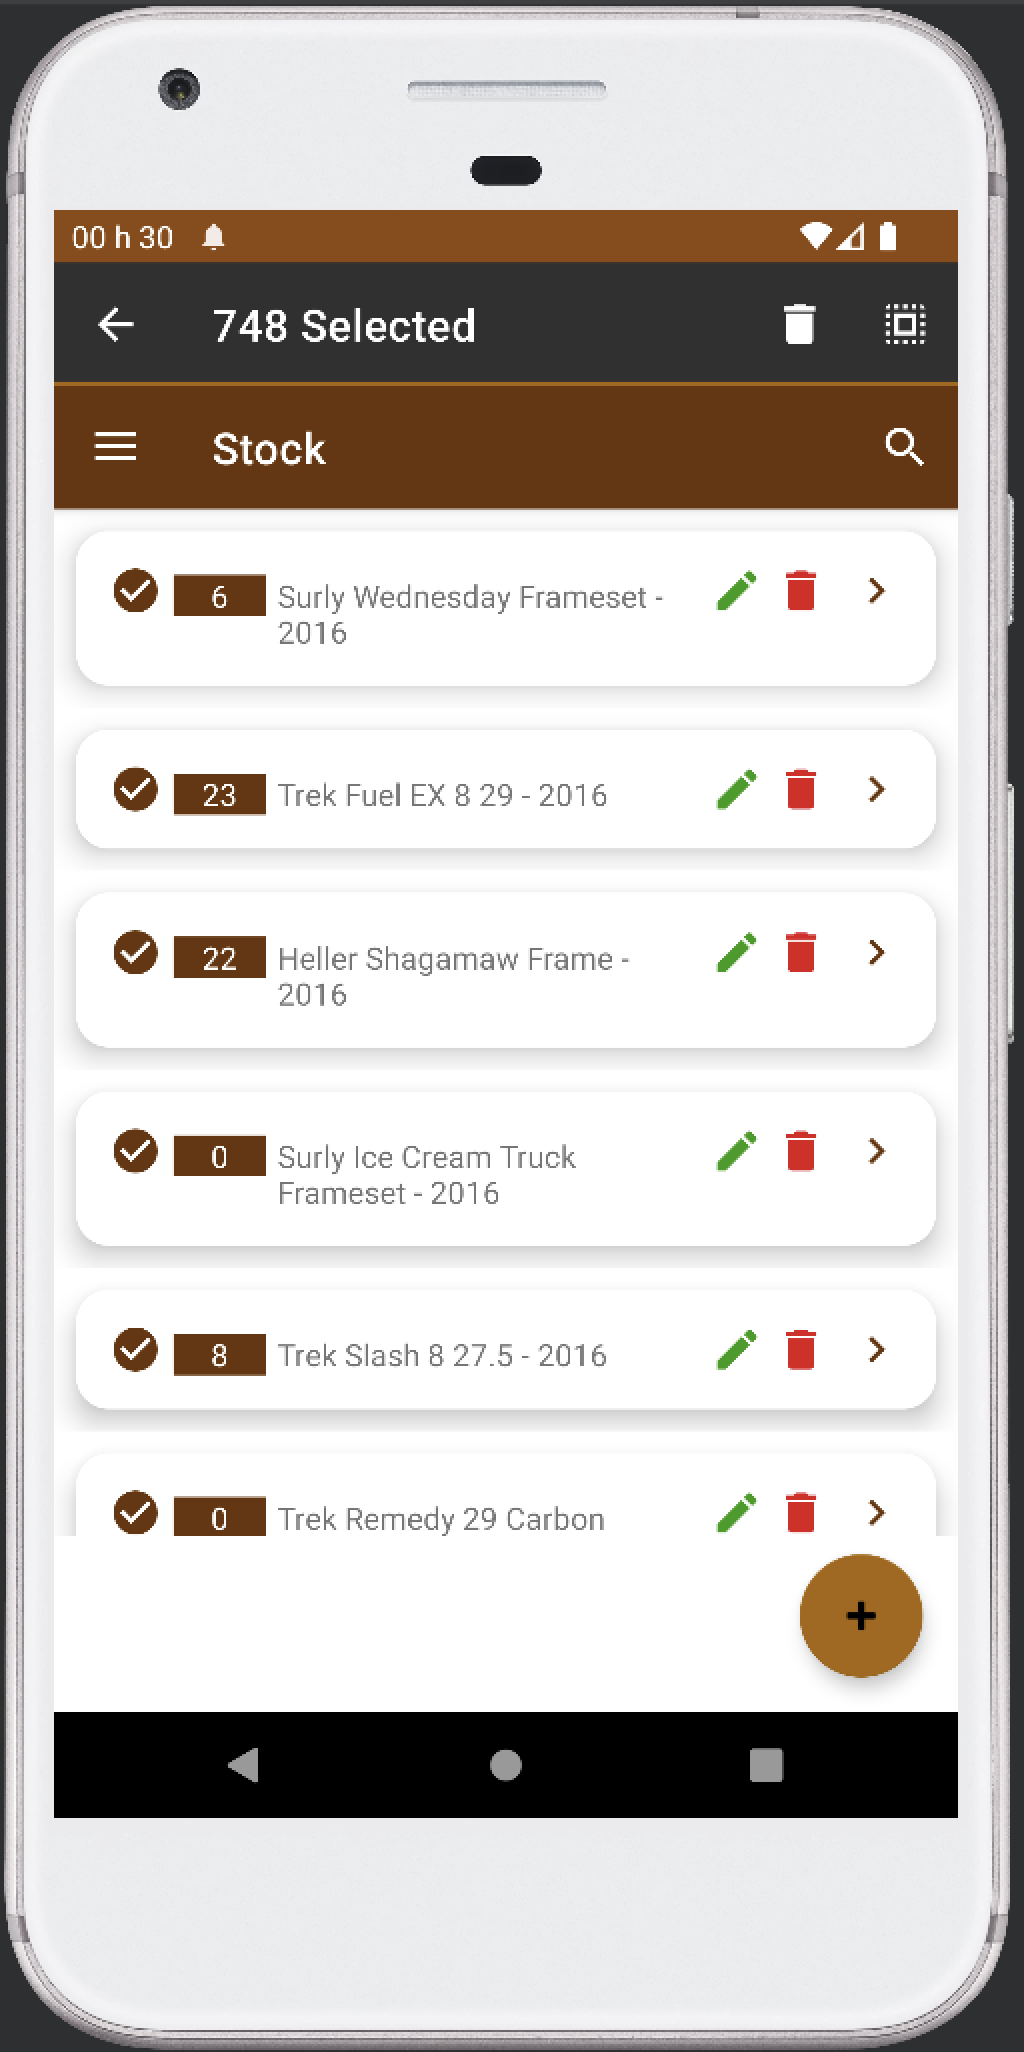 00 h 30
748 Selected
Stock
6
Surly Wednesday Frameset -
2016
23
Trek Fuel EX 8 29 - 2016
22
Heller Shagamaw Frame -
2016
0
Surly Ice Cream Truck
Frameset - 2016
8
Trek Slash 8 27.5 - 2016
0
Trek Remedy 29 Carbon